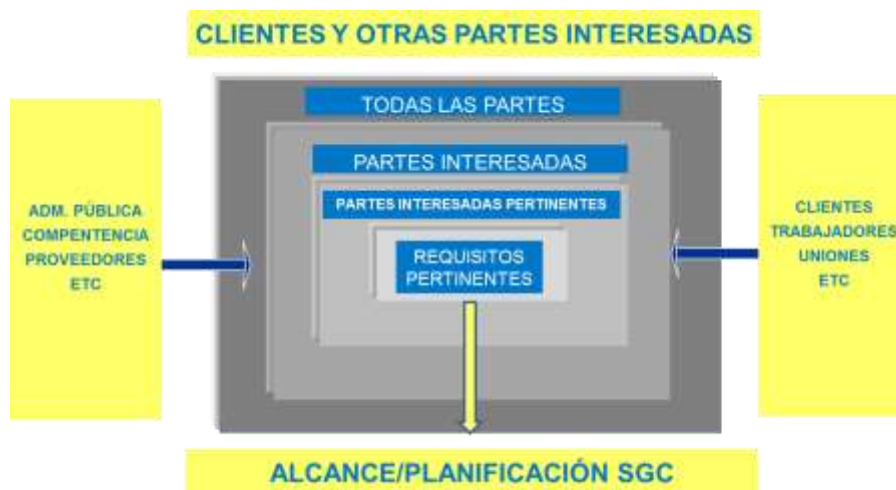 CLIENTES Y OTRAS PARTES INTERESADAS
TODAS LAS PARTES
PARTES INTERESADAS
PARTES INTERESADAS PERTINENTES
REQUISITOS
PERTINENTES
ADM. PÚBLICA
COMPENTENCIA
PROVEEDORES
ETC
CLIENTES
TRABAJADORES
UNIONES
ETC
ALCANCE/PLANIFICACIÓN SGC